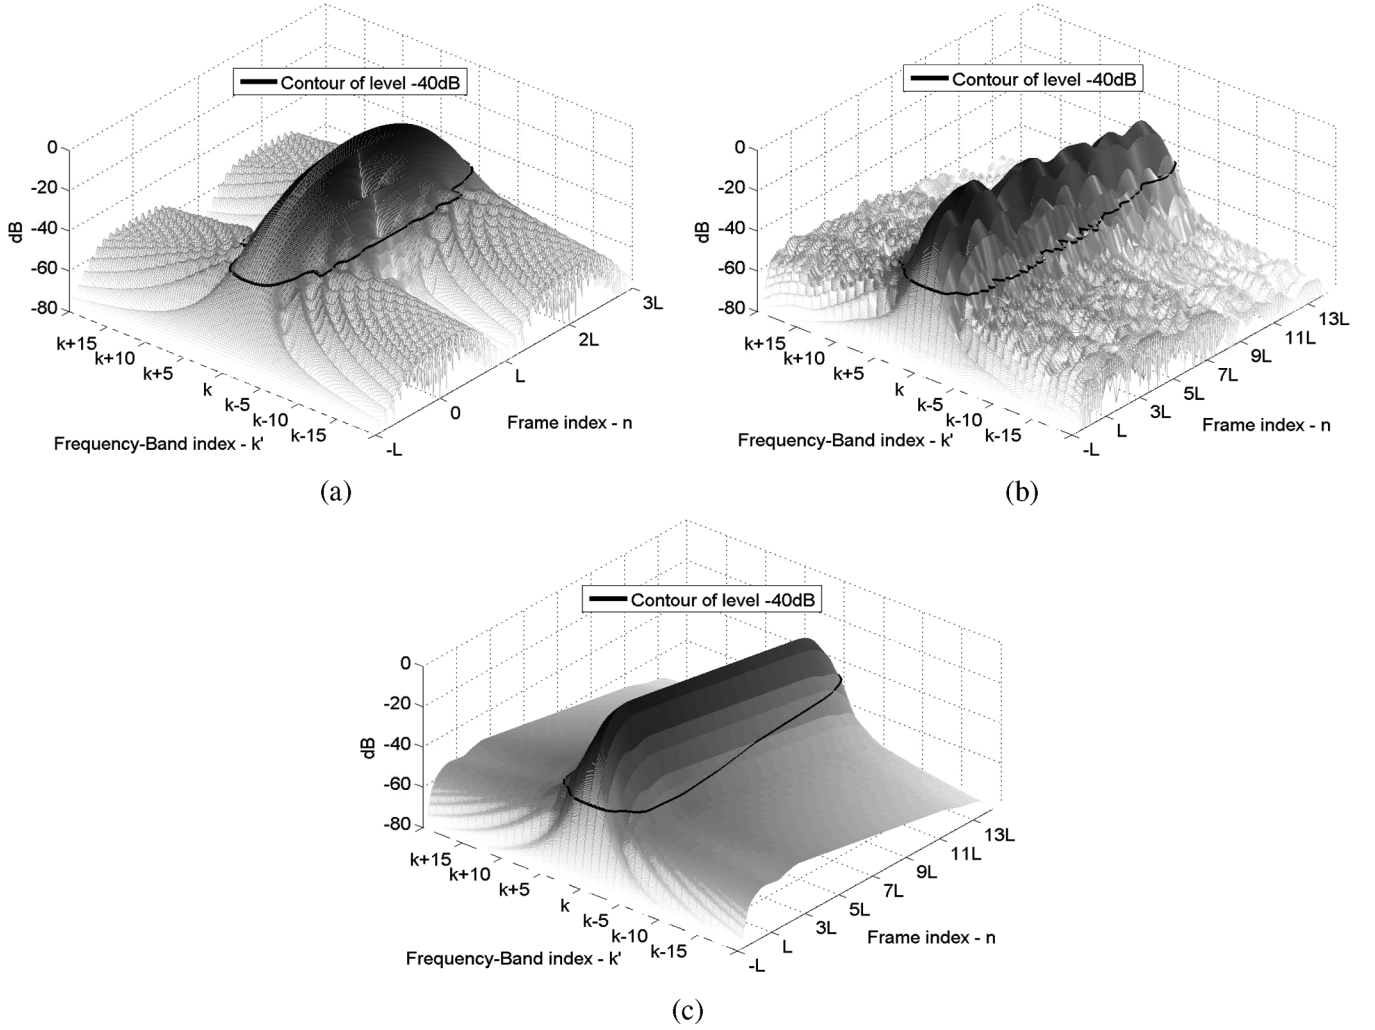 Contour of level -40dB
0
-20
-40
-60
-80
dB
k+15
k+10
k+5
k
k-5
k-10
k-15
Frequency-Band index - k'
-L
0
L
2L
3L
Frame index - n
(a)
Contour of level -40dB
0
-20
-40
-60
-80
dB
k+15
k+10
k+5
k
k-5
k-10
k-15
Frequency-Band index - k'
-L
L
3L
5L
7L
9L
11L
13L
Frame index - n
(b)
Contour of level -40dB
0
-20
-40
-60
-80
dB
k+15
k+10
k+5
k
k-5
k-10
k-15
Frequency-Band index - k'
-L
L
3L
5L
7L
9L
11L
13L
Frame index - n
(c)